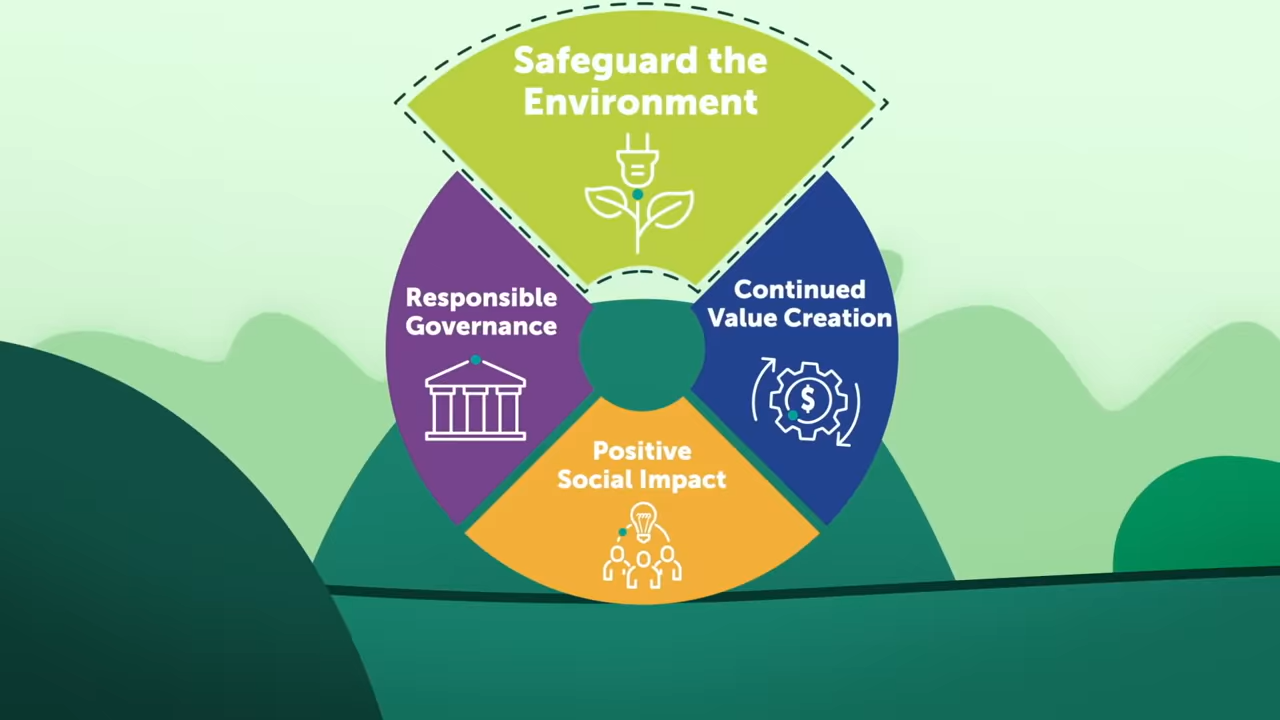 Safeguard the
Environment
Responsible
Governance
Continued
Value Creation
$
Positive
Social Impact